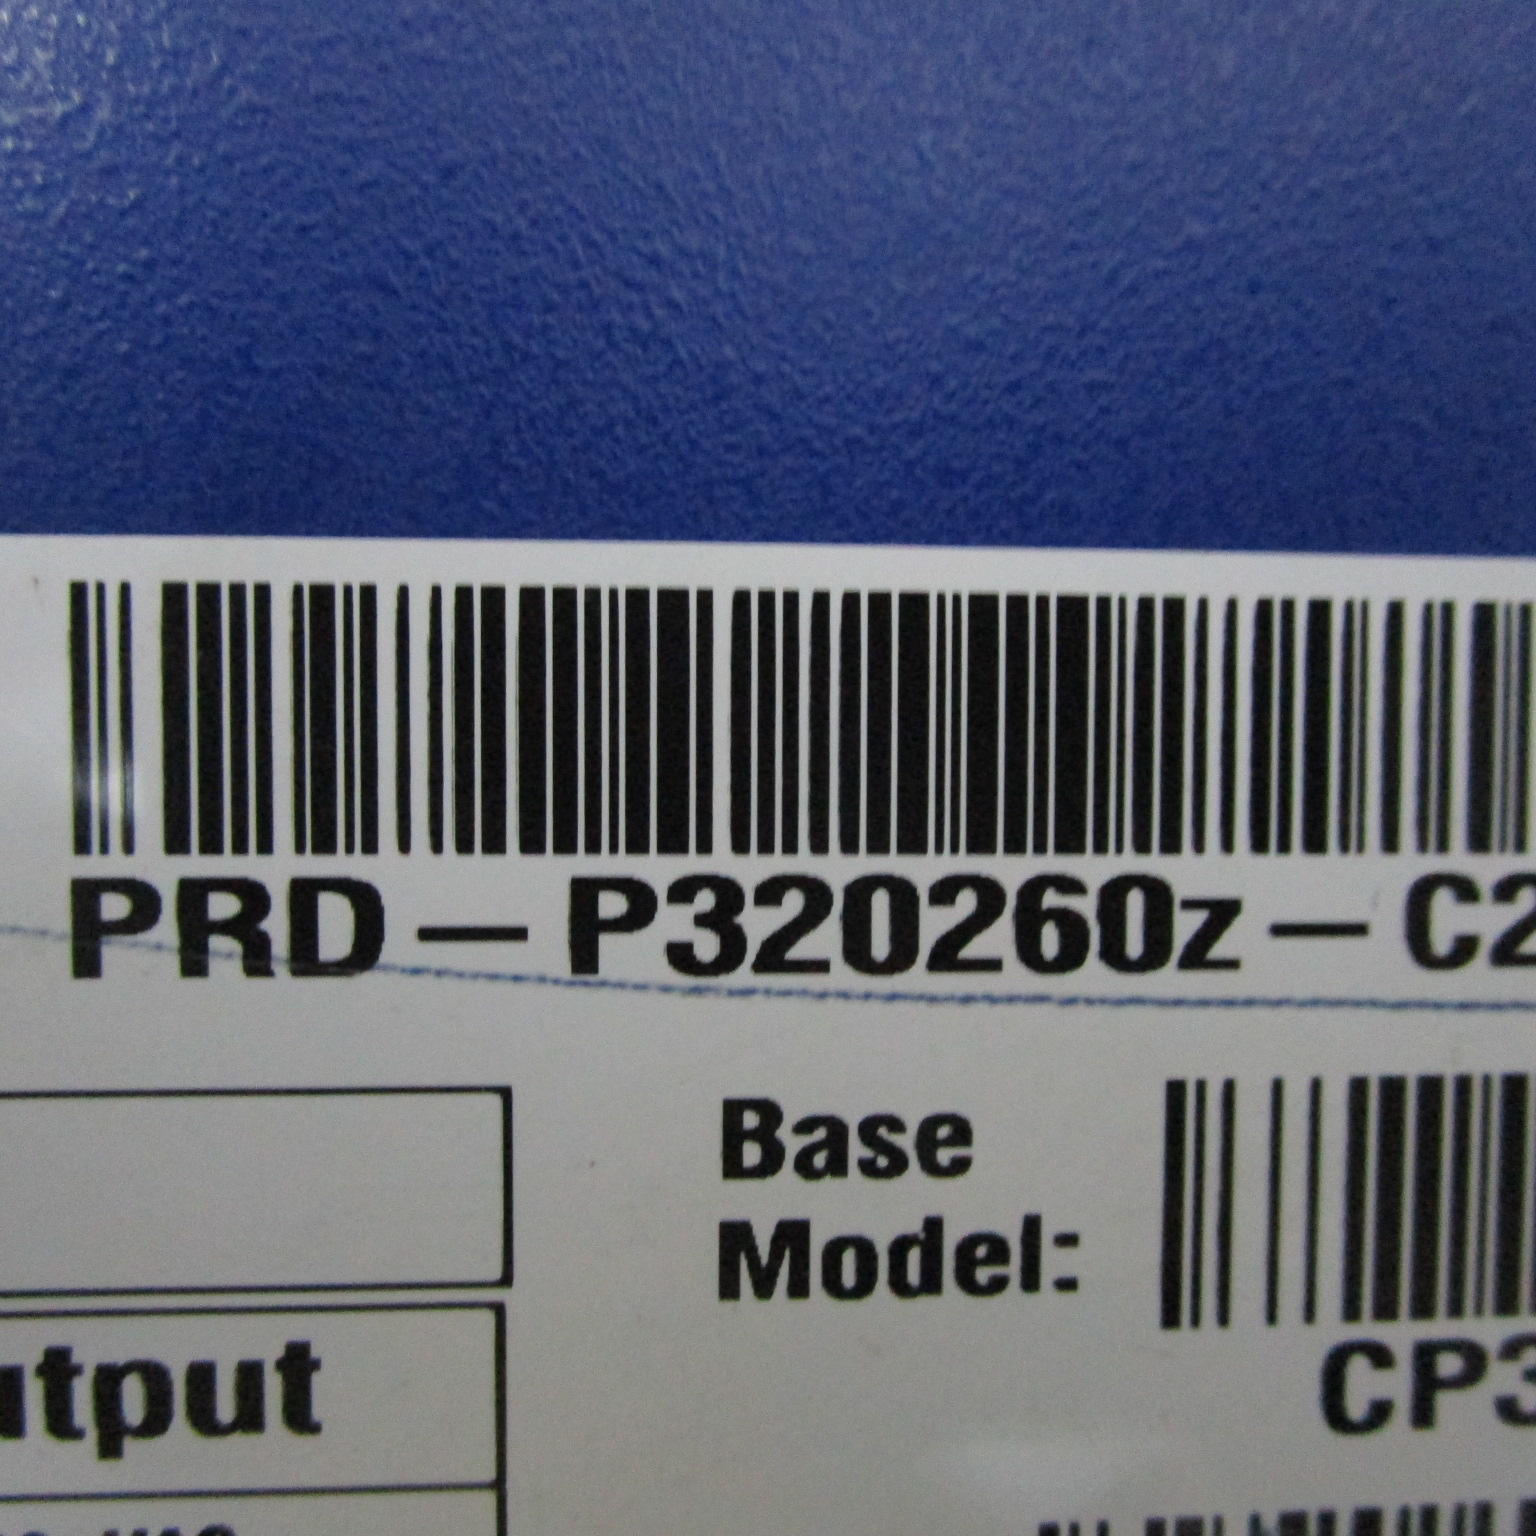 PRD-P320260z-C2
Base
Model:
CP3
utput